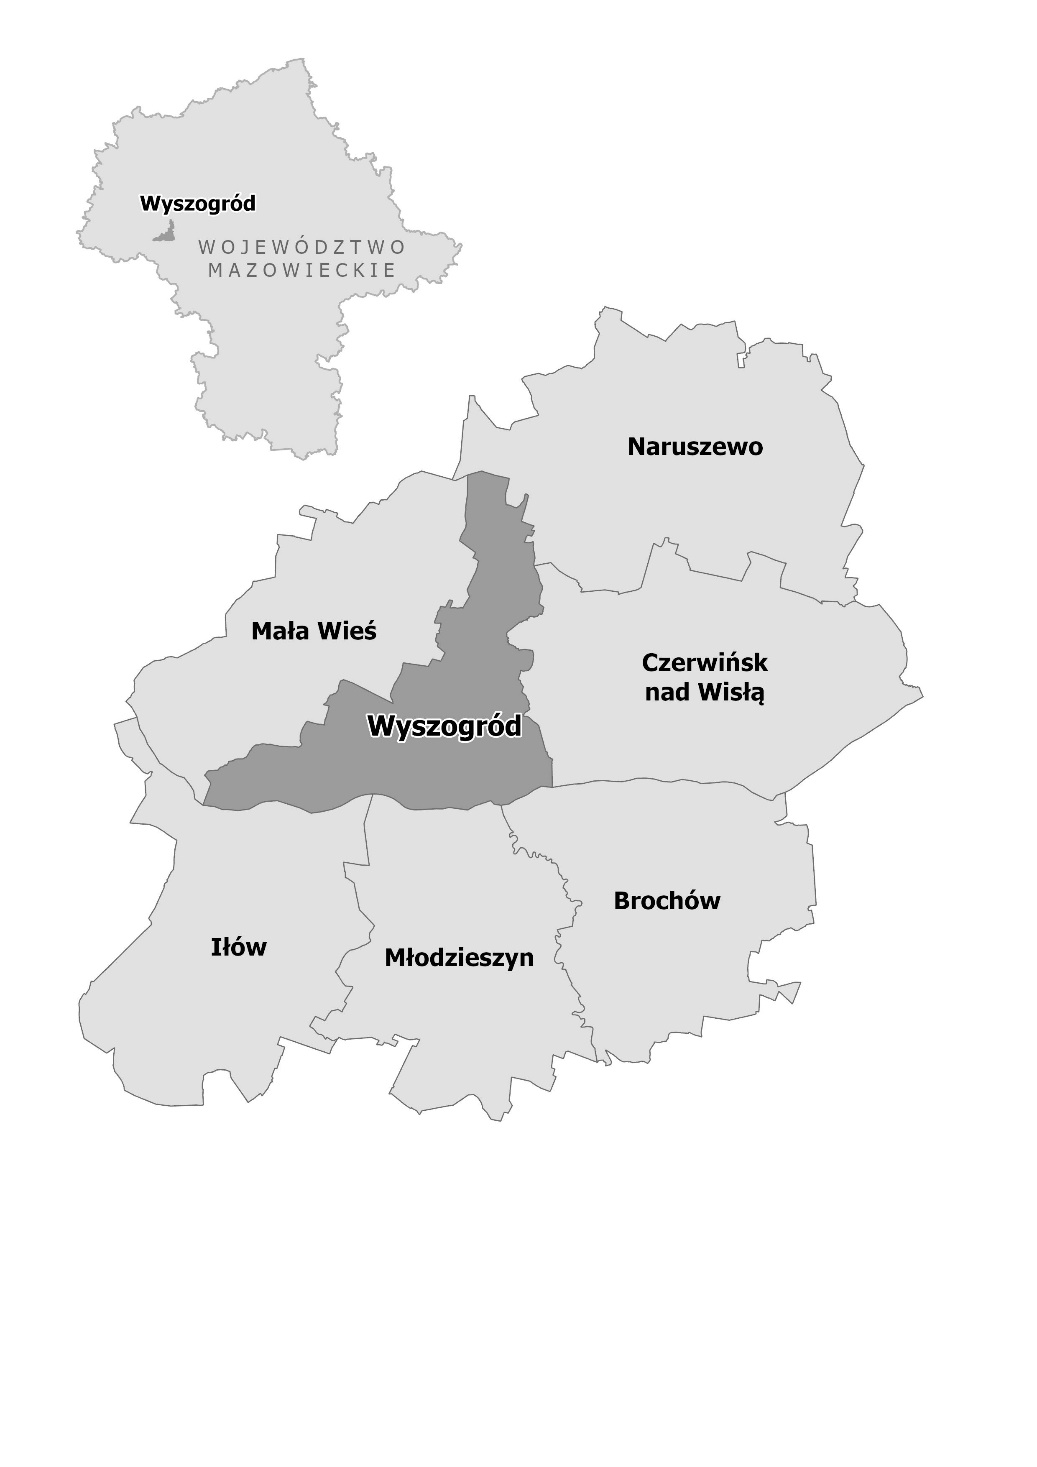 Wyszogród
WOJEWÓDZTWO
MAZOWIECKIE
Naruszewo
Mała Wieś
Czerwińsk
nad Wisłą
Wyszogród
Brochów
Iłów
Młodzieszyn